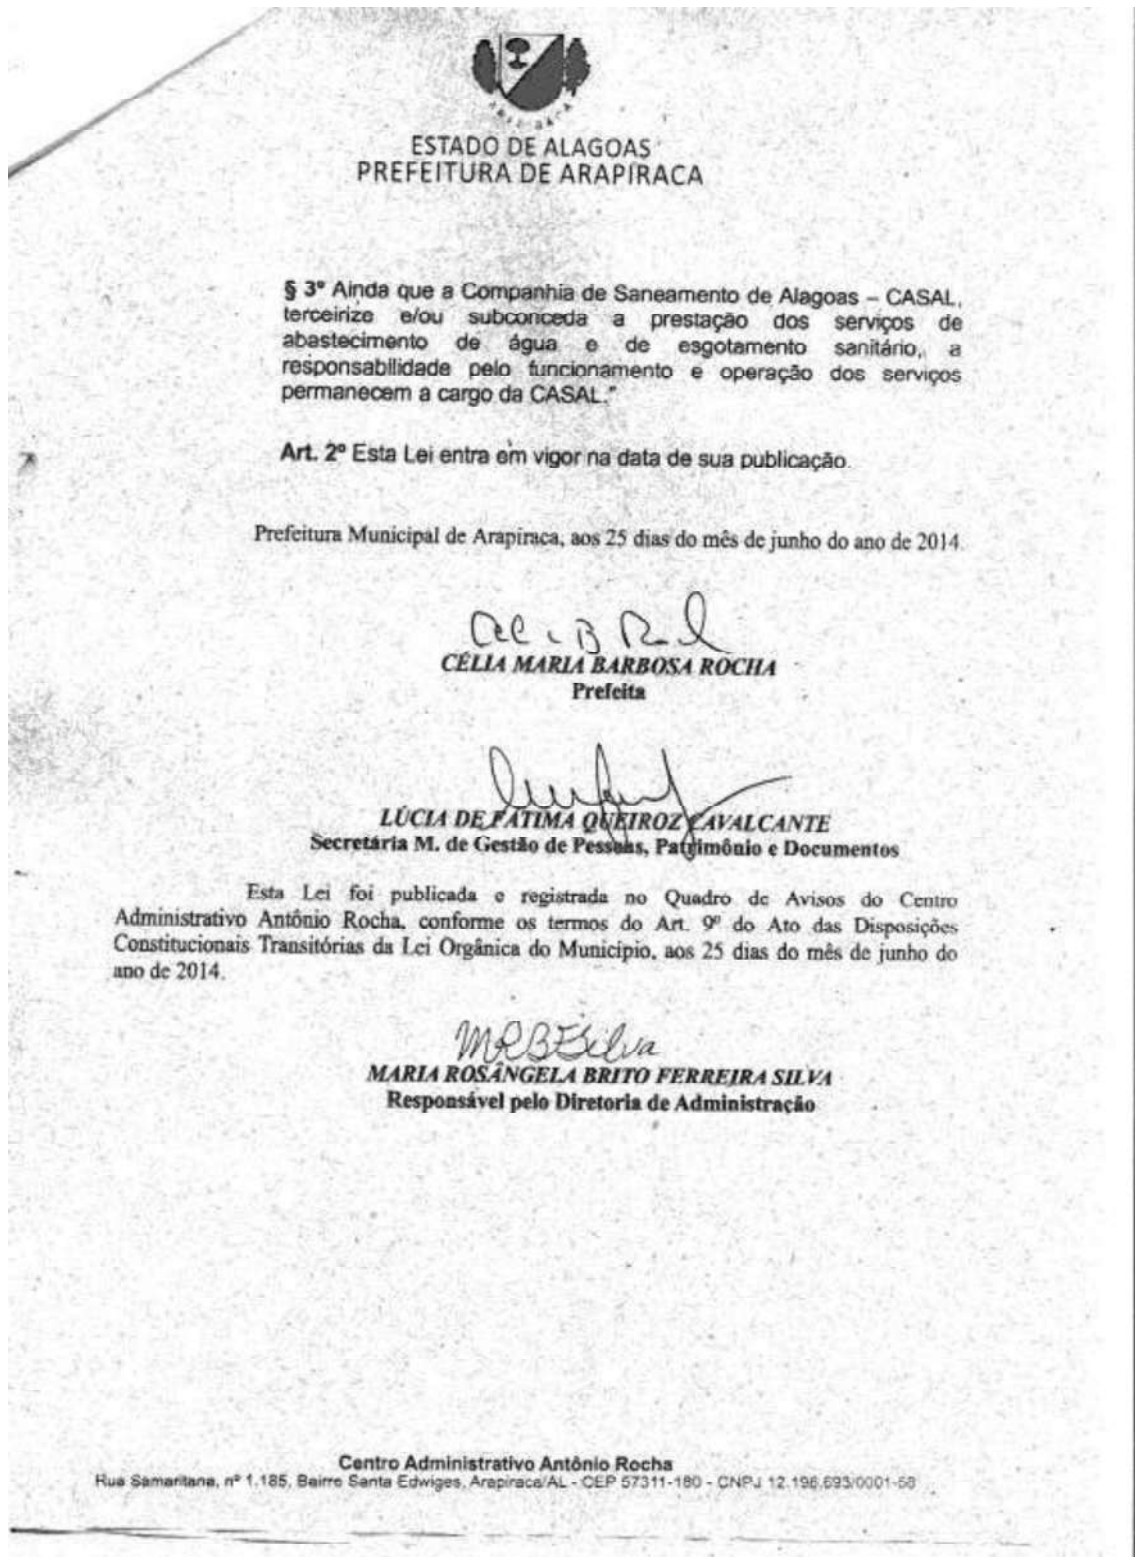 ARAPIRACA
ESTADO DE ALAGOAS
PREFEITURA DE ARAPIRACA
§ 3º Ainda que a Companhia de Saneamento de Alagoas – CASAL,
terceirize e/ou subconceda a prestação dos serviços de
abastecimento de água e de esgotamento sanitário, a
responsabilidade pelo funcionamento e operação dos serviços
permanecem a cargo da CASAL."
Art. 2º Esta Lei entra em vigor na data de sua publicação.
Prefeitura Municipal de Arapiraca, aos 25 dias do mês de junho do ano de 2014.
CÉLIA MARIA BARBOSA ROCHA
Prefeita
LÚCIA DE FÁTIMA QUEIROZ CAVALCANTE
Secretária M. de Gestão de Pessoas, Patrimônio e Documentos
Esta Lei foi publicada e registrada no Quadro de Avisos do Centro
Administrativo Antônio Rocha, conforme os termos do Art. 9º do Ato das Disposições
Constitucionais Transitórias da Lei Orgânica do Município, aos 25 dias do mês de junho do
ano de 2014.
MRBFSilva
MARIA ROSÂNGELA BRITO FERREIRA SILVA
Responsável pelo Diretoria de Administração
Centro Administrativo Antônio Rocha
Rua Samaritana, nº 1.185, Bairro Santa Edwiges, Arapiraca/AL - CEP 57311-180 - CNPJ 12.198.693/0001-58